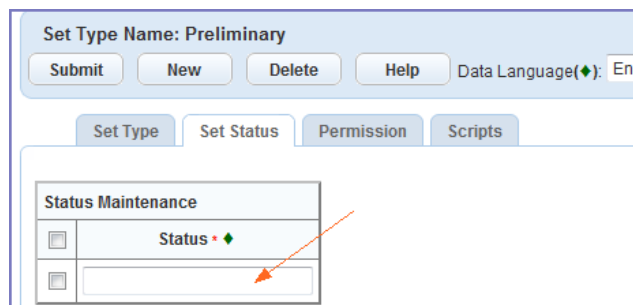 Set Type Name: Preliminary
Submit New Delete Help Data Language(♦): En
Set Type Set Status Permission Scripts
Status Maintenance
Status * ♦